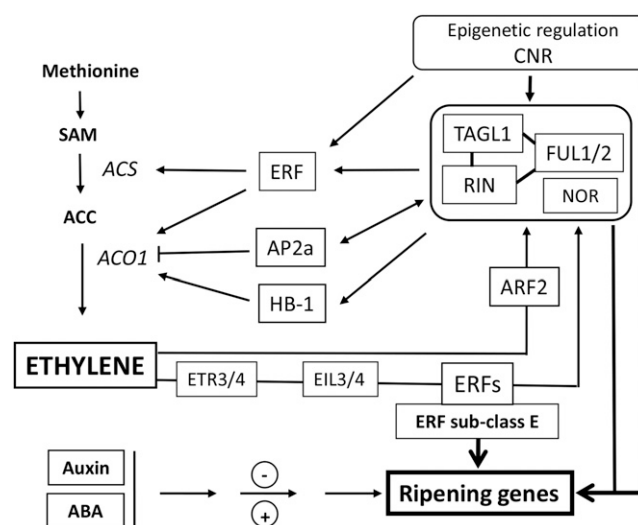 Epigenetic regulation
CNR
Methionine
SAM
ACS
ERF
TAGL1
FUL1/2
RIN
NOR
ACC
ACO1
AP2a
HB-1
ARF2
ETHYLENE
ETR3/4
EIL3/4
ERFs
ERF sub-class E
Auxin
ABA
-
+
Ripening genes